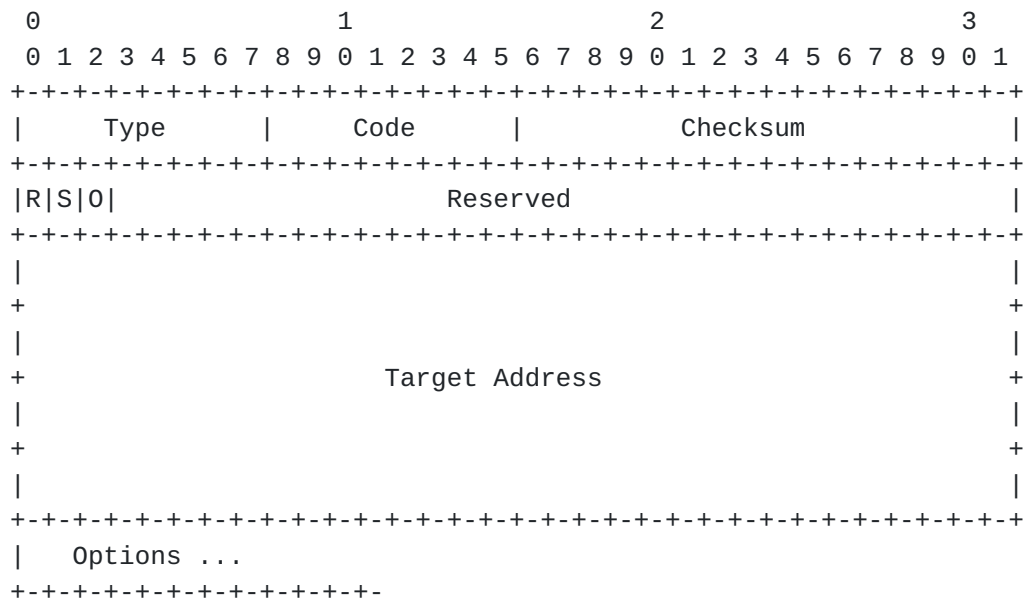 0                   1                   2                   3
 0 1 2 3 4 5 6 7 8 9 0 1 2 3 4 5 6 7 8 9 0 1 2 3 4 5 6 7 8 9 0 1
+-+-+-+-+-+-+-+-+-+-+-+-+-+-+-+-+-+-+-+-+-+-+-+-+-+-+-+-+-+-+-+-+
|     Type      |     Code      |          Checksum             |
+-+-+-+-+-+-+-+-+-+-+-+-+-+-+-+-+-+-+-+-+-+-+-+-+-+-+-+-+-+-+-+-+
|R|S|O|                     Reserved                            |
+-+-+-+-+-+-+-+-+-+-+-+-+-+-+-+-+-+-+-+-+-+-+-+-+-+-+-+-+-+-+-+-+
|                                                               |
+                                                               +
|                                                               |
+                       Target Address                          +
|                                                               |
+                                                               +
|                                                               |
+-+-+-+-+-+-+-+-+-+-+-+-+-+-+-+-+-+-+-+-+-+-+-+-+-+-+-+-+-+-+-+-+
|   Options ...
+-+-+-+-+-+-+-+-+-+-+-+-